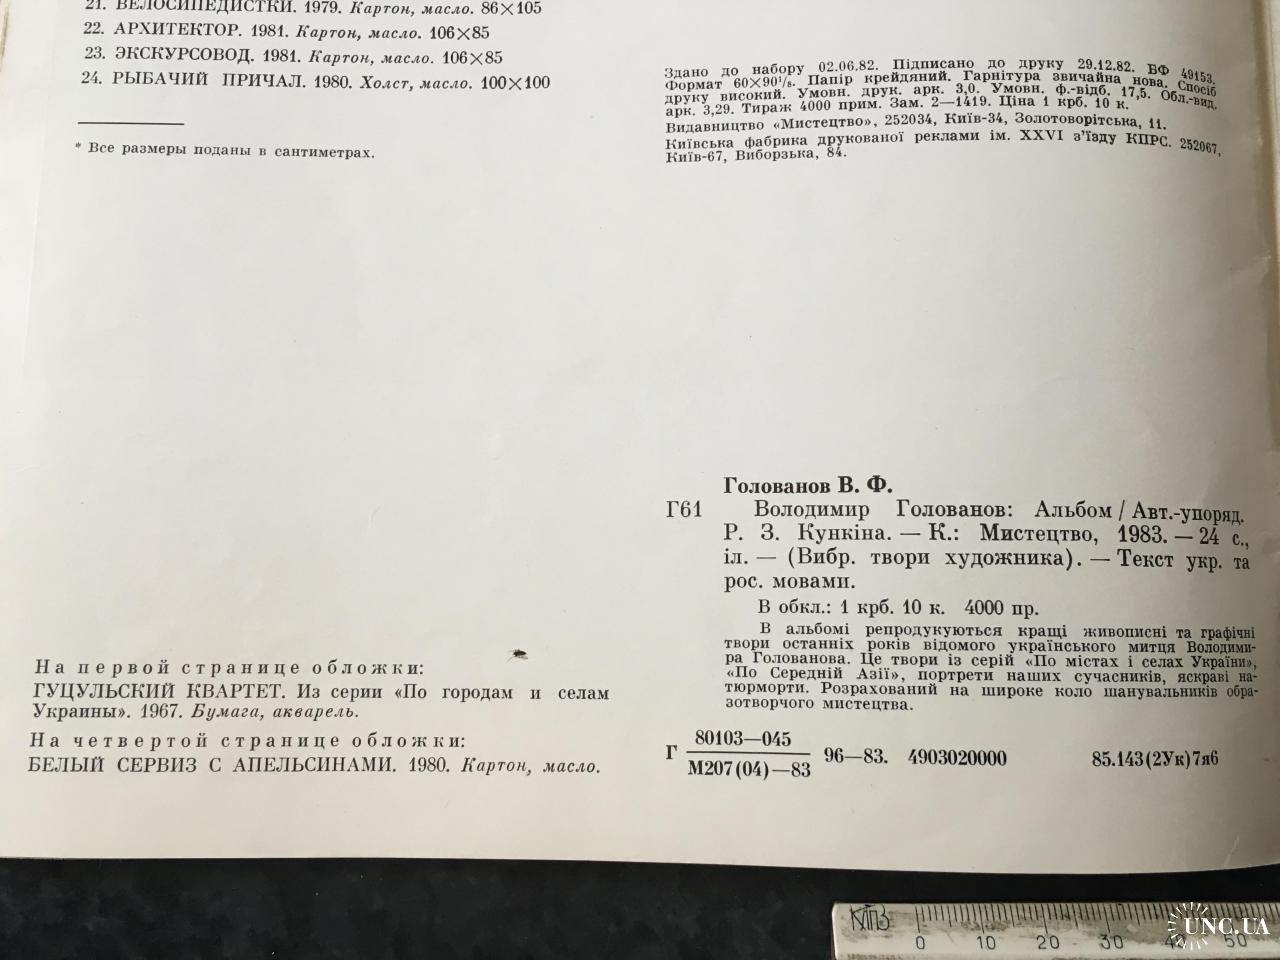 21. ВЕЛОСИПЕДИСТКИ. 1979. Картон, масло. 86×105
22. АРХИТЕКТОР. 1981. Картон, масло. 106×85
23. ЭКСКУРСОВОД. 1981. Картон, масло. 106×85
24. РЫБАЧИЙ ПРИЧАЛ. 1980. Холст, масло. 100×100
* Все размеры поданы в сантиметрах.
На первой странице обложки:
ГУЦУЛЬСКИЙ КВАРТЕТ. Из серии «По городам и селам
Украины». 1967. Бумага, акварель.
На четвертой странице обложки:
БЕЛЫЙ СЕРВИЗ С АПЕЛЬСИНАМИ. 1980. Картон, масло.
Здано до набору 02.06.82. Підписано до друку 29.12.82. БФ 49153.
Формат 60×90¹/₈. Папір крейдяний. Гарнітура звичайна нова. Спосіб
друку високий. Умовн. друк. арк. 3,0. Умовн. ф.-відб. 17,5. Обл.-вид.
арк. 3,29. Тираж 4000 прим. Зам. 2—1419. Ціна 1 крб. 10 к.
Видавництво «Мистецтво», 252034, Київ-34, Золотоворітська, 11.
Київська фабрика друкованої реклами ім. XXVI з'їзду КПРС. 252067,
Київ-67, Виборзька, 84.
Голованов В. Ф.
Г61 Володимир Голованов: Альбом / Авт.-упоряд.
Р. З. Кункіна. — К.: Мистецтво, 1983. — 24 с.,
іл. — (Вибр. твори художника). — Текст укр. та
рос. мовами.
В обкл.: 1 крб. 10 к. 4000 пр.
В альбомі репродукуються кращі живописні та графічні
твори останніх років відомого українського митця Володими-
ра Голованова. Це твори із серій «По містах і селах України»,
«По Середній Азії», портрети наших сучасників, яскраві на-
тюрморти. Розрахований на широке коло шанувальників обра-
зотворчого мистецтва.
Г 80103—045 96—83. 4903020000 85.143(2Ук)7я6
М207(04)—83
КМПЗ
0 10 20 30 40 50
UNC.UA